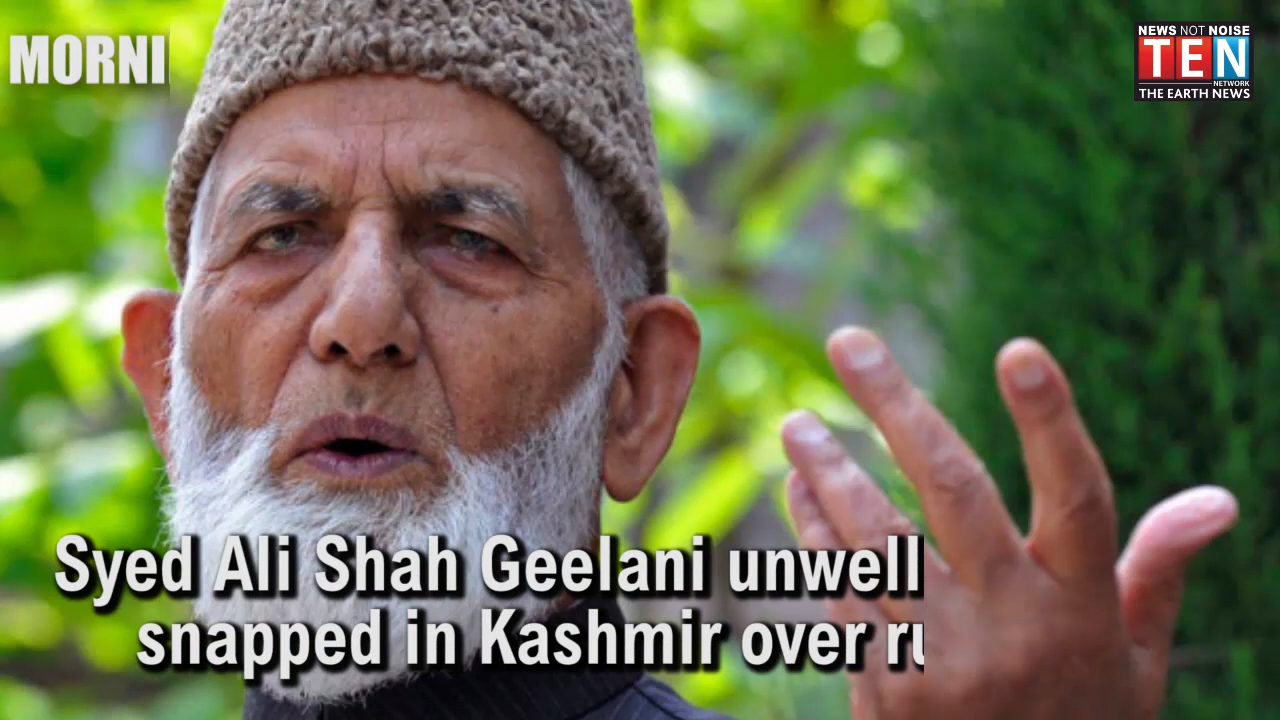 MORNI
NEWS NOT NOISE
TEN
NETWORK
THE EARTH NEWS
Syed Ali Shah Geelani unwell
snapped in Kashmir over